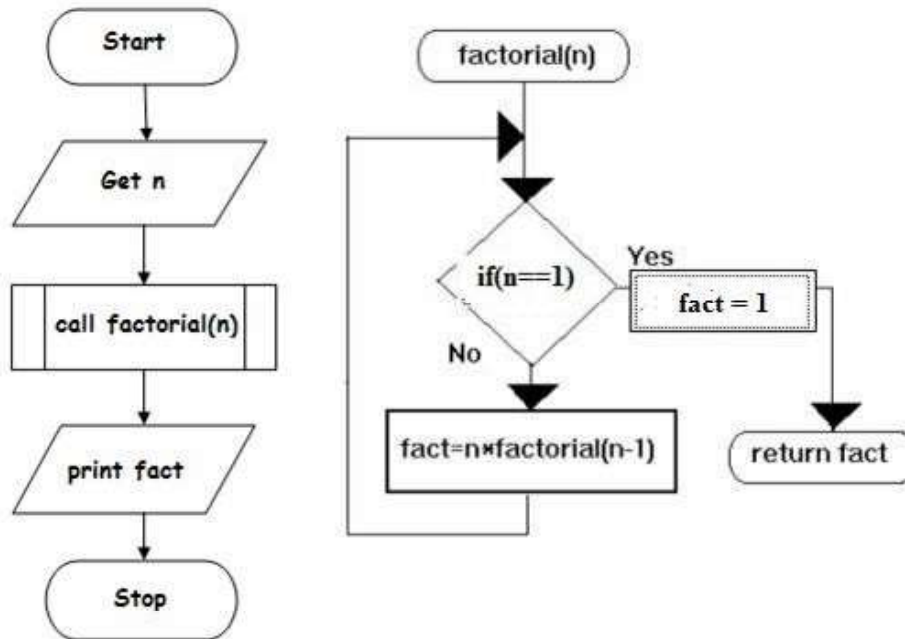 Start
Get n
call factorial(n)
print fact
Stop
factorial(n)
if(n==1)
Yes
fact = 1
No
fact=n*factorial(n-1)
return fact